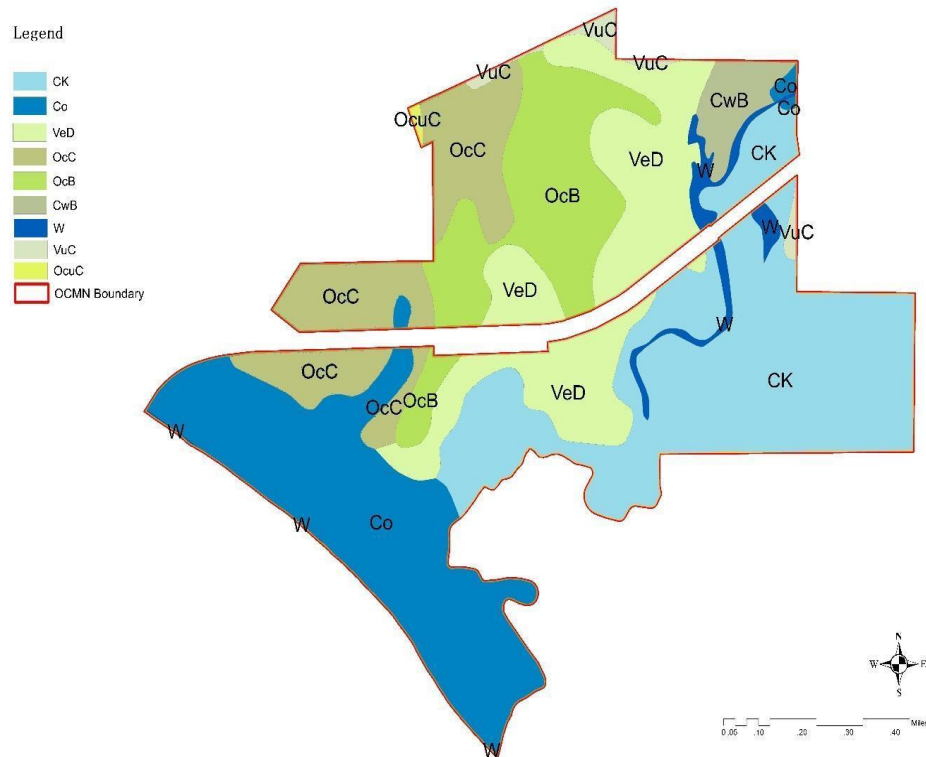 Legend
CK
Co
VeD
OcC
OcB
CwB
W
VuC
OcuC
OCMN Boundary
VuC
VuC
VuC
Co
CwB
Co
OcuC
OcC
VeD
CK
W
OcB
W
VuC
VeD
OcC
W
OcC
CK
VeD
OcC
OcB
W
Co
W
N
W
E
S
W
Miles
0 .05 .10 .20 .30 .40